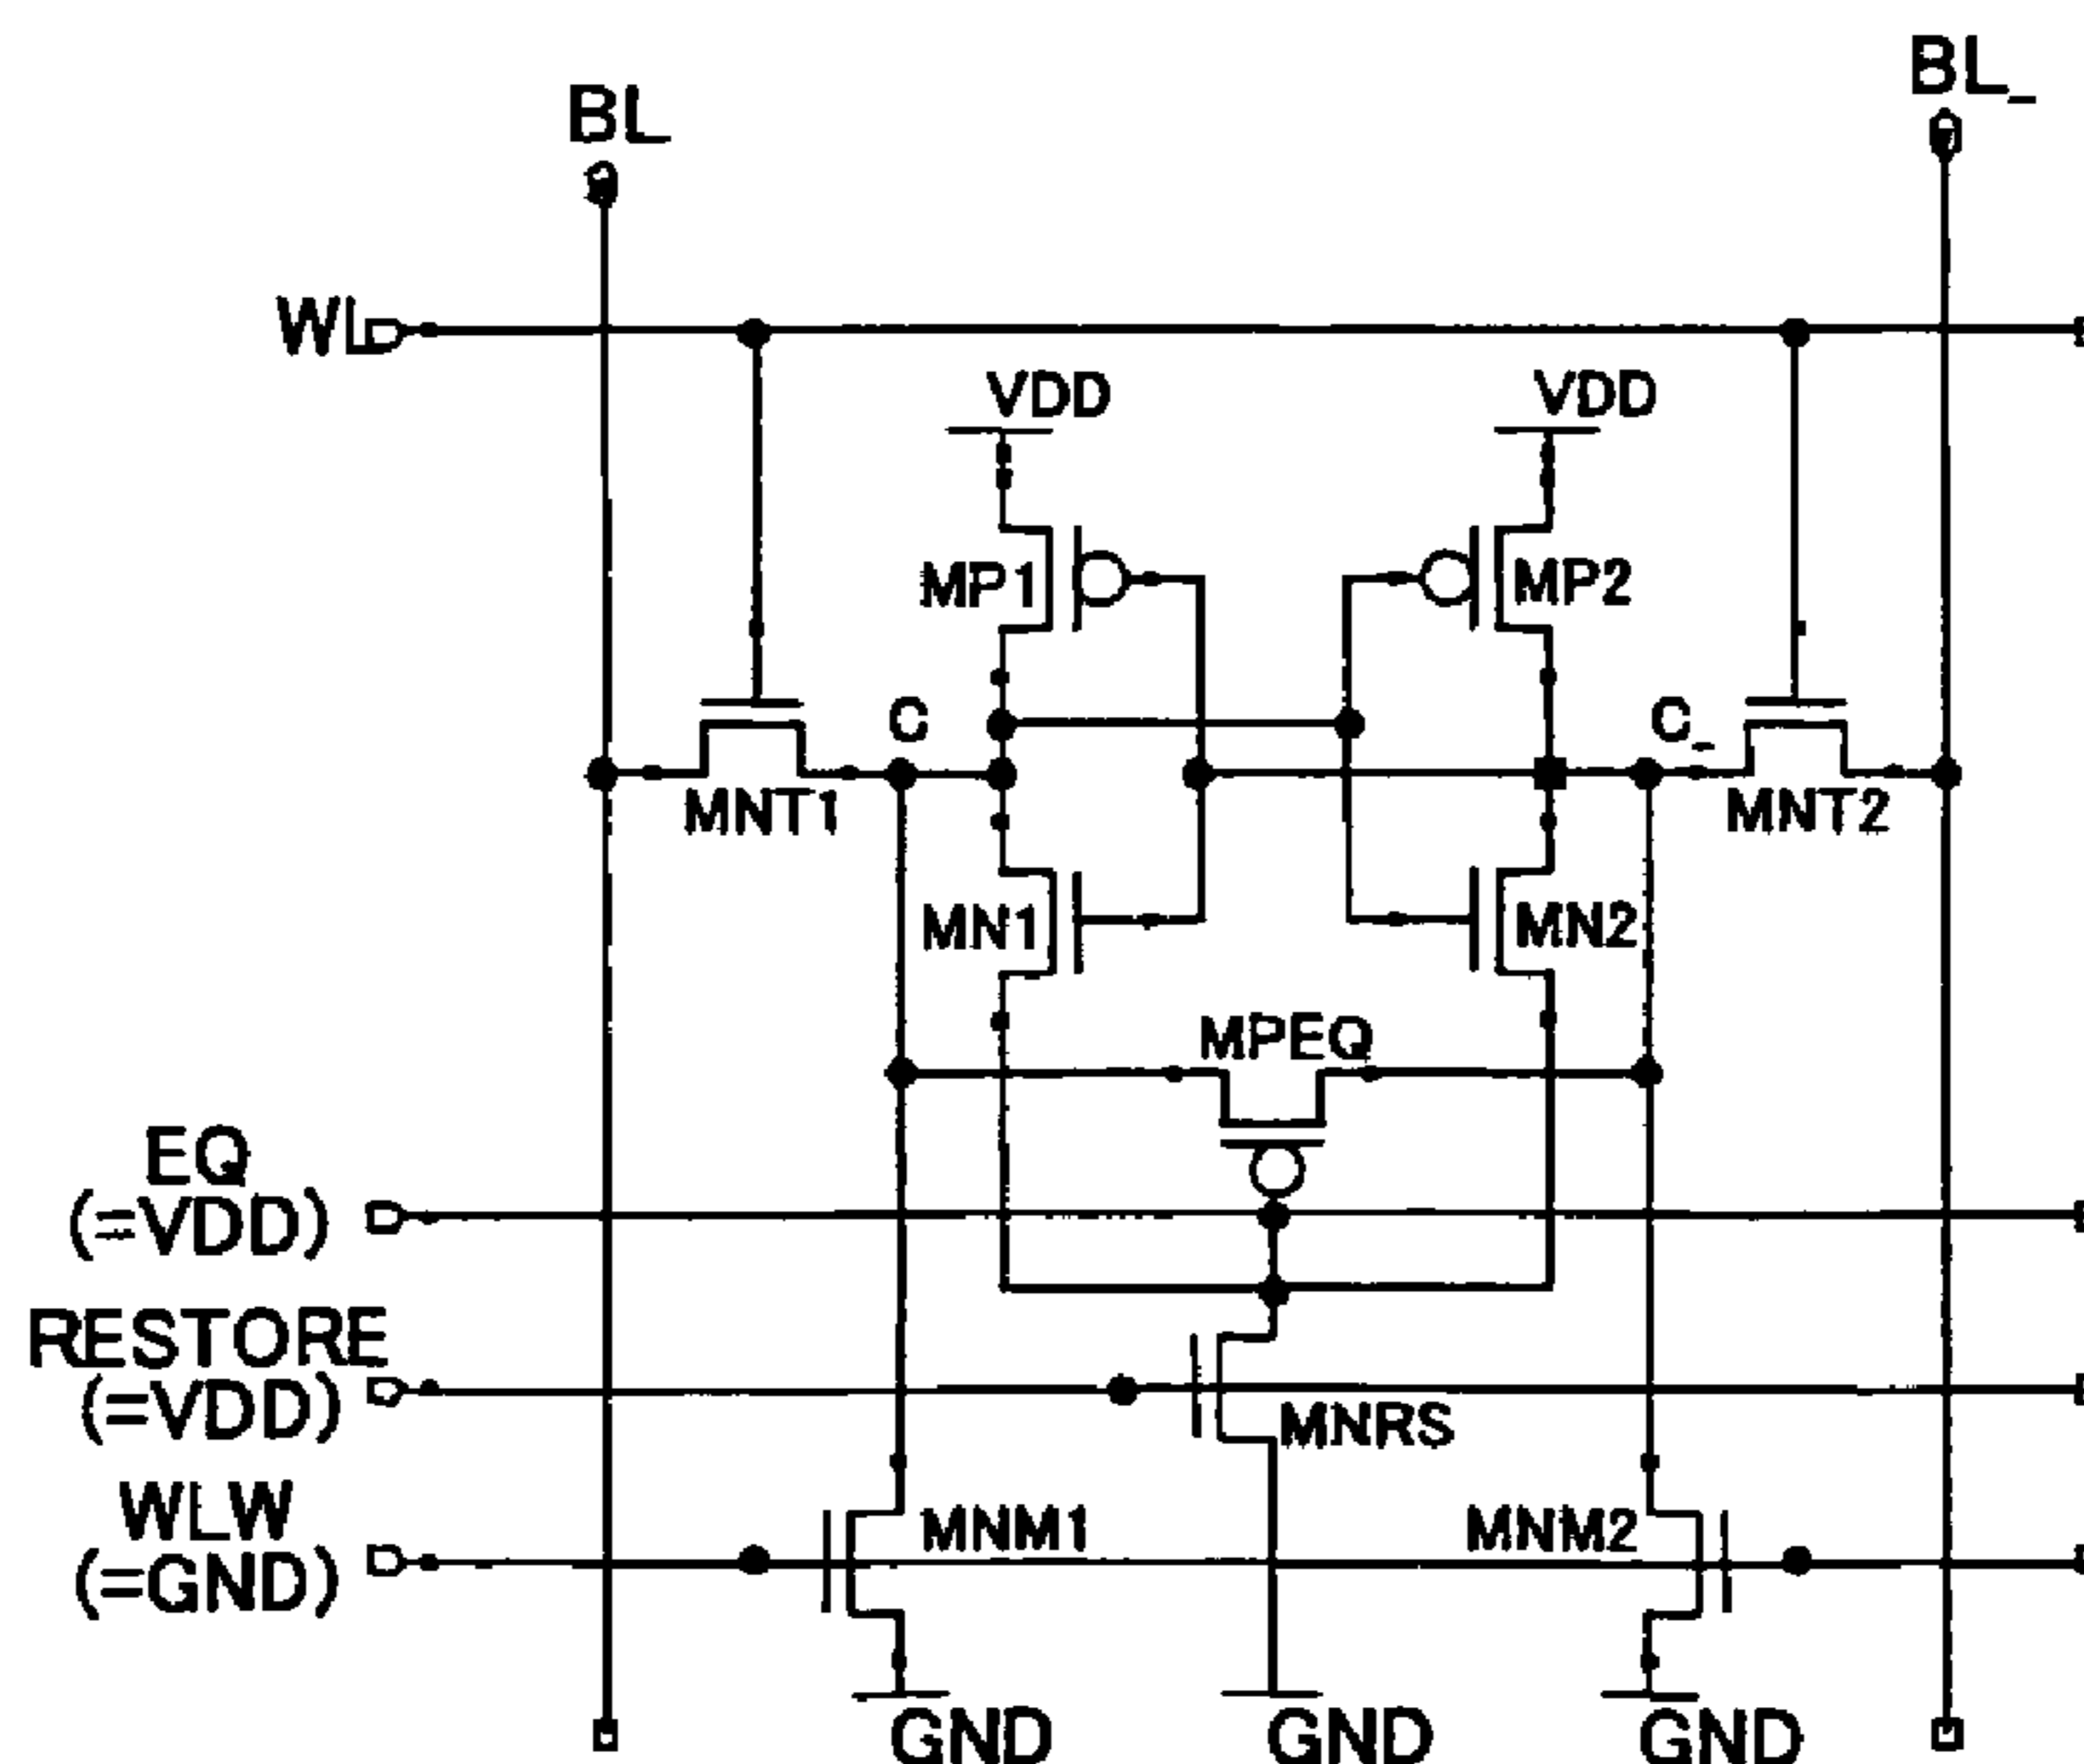 BL_
BL
WL
VDD
VDD
MP1
MP2
C
C_
MNT1
MNT2
MN1
MN2
MPEQ
EQ
(=VDD)
RESTORE
(=VDD)
MNRS
WLW
(=GND)
MNM1
MNM2
GND
GND
GND